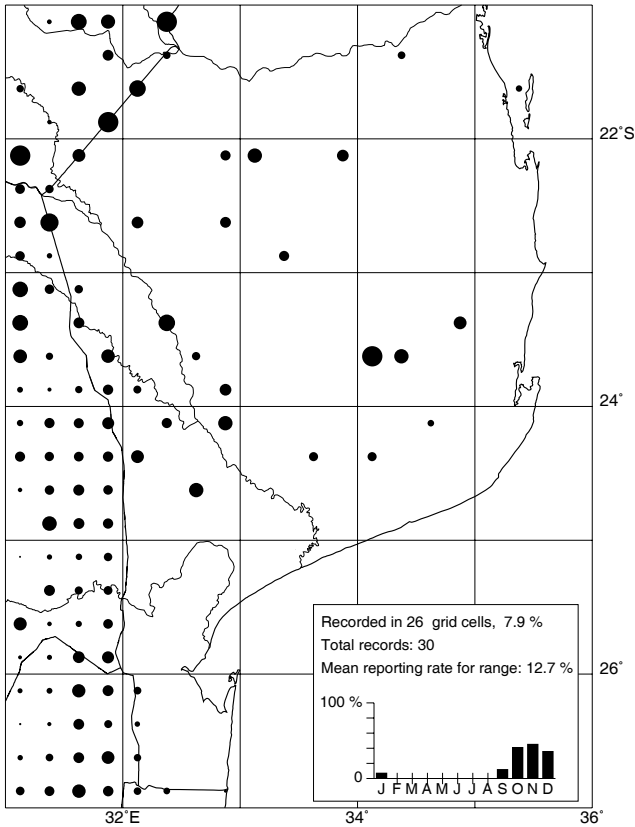 22°S
24°
Recorded in 26 grid cells, 7.9 %
Total records: 30
Mean reporting rate for range: 12.7 %
26°
100 %
0
J F M A M J J A S O N D
32°E 34° 36°